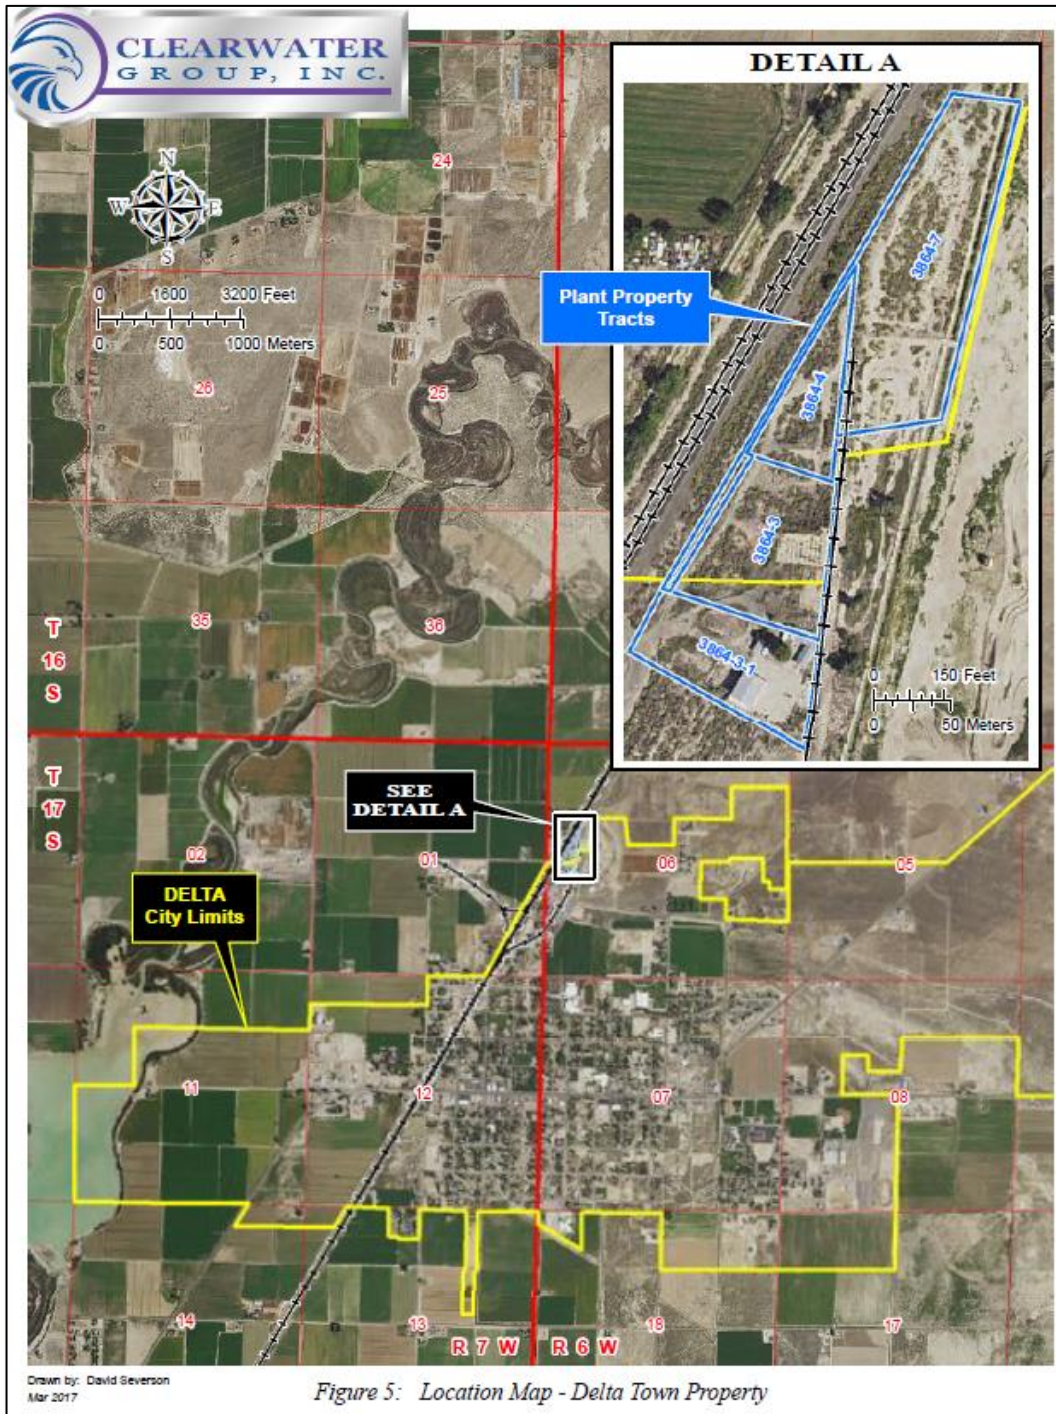 CLEARWATER
GROUP, INC.
DETAIL A
N
W E
S
0 1600 3200 Feet
0 500 1000 Meters
24
26
25
35
36
T
16
S
T
17
S
Plant Property
Tracts
3864-7
3864-4
3864-3
3864-3-1
0 150 Feet
0 50 Meters
SEE
DETAIL A
02
01
06
05
DELTA
City Limits
11
12
07
08
14
13
18
17
R 7 W R 6 W
Drawn by: David Severson
Mar 2017
Figure 5: Location Map - Delta Town Property